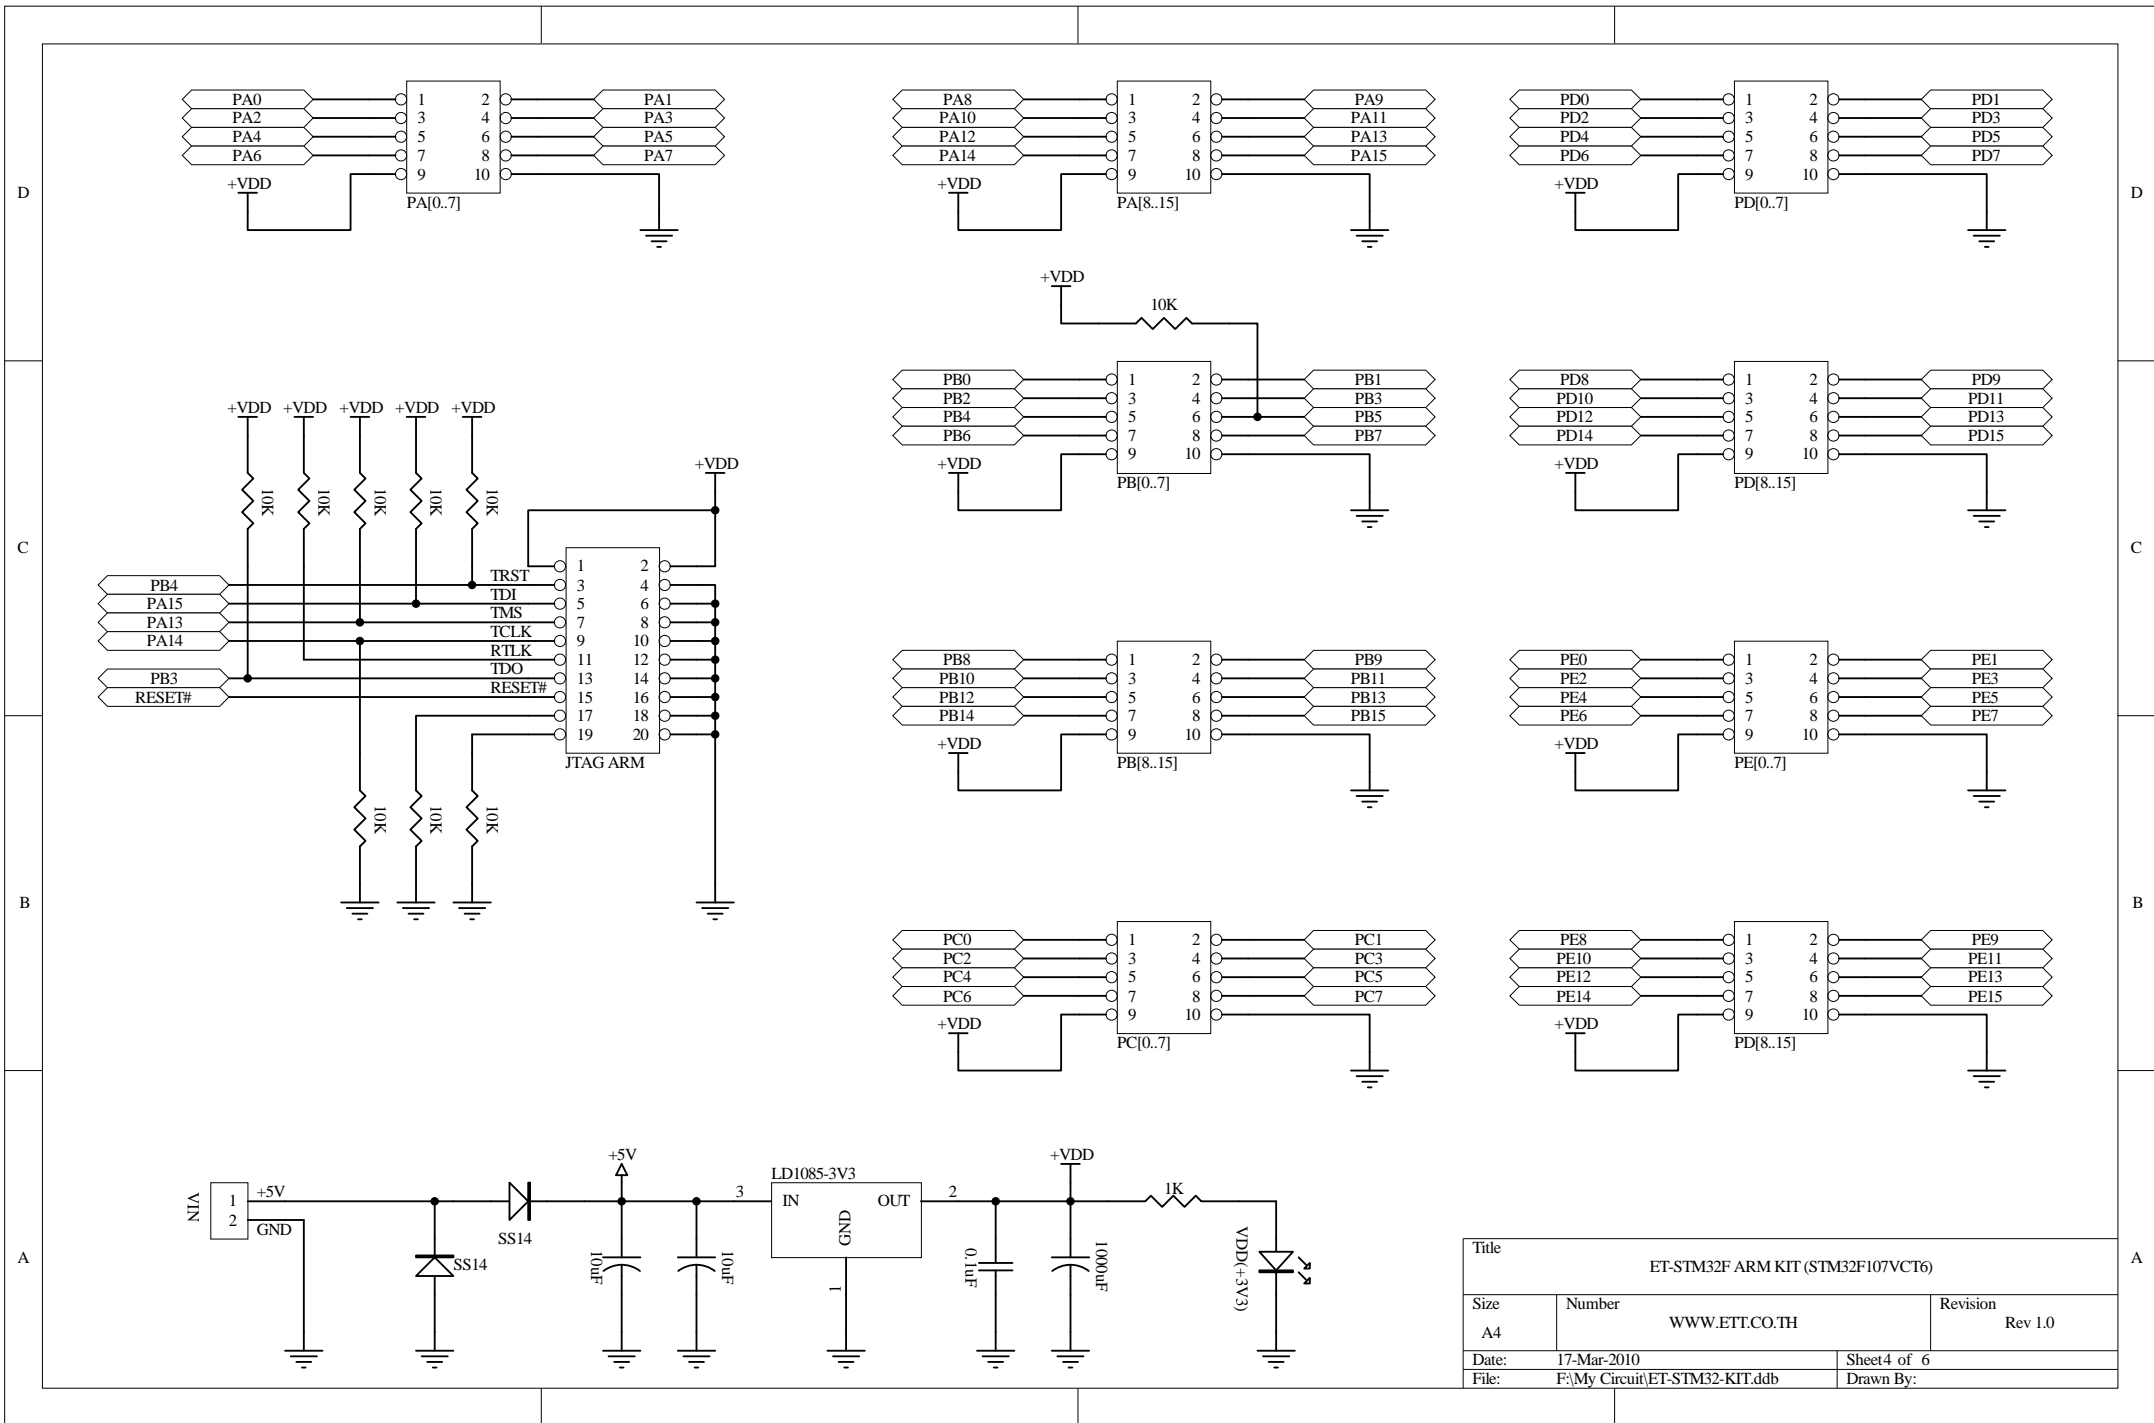 PA0 1 2 PA1
PA2 3 4 PA3
PA4 5 6 PA5
PA6 7 8 PA7
9 10
+VDD
PA[0..7]
PA8 1 2 PA9
PA10 3 4 PA11
PA12 5 6 PA13
PA14 7 8 PA15
9 10
+VDD
PA[8..15]
PD0 1 2 PD1
PD2 3 4 PD3
PD4 5 6 PD5
PD6 7 8 PD7
9 10
+VDD
PD[0..7]
D D
+VDD
10K
PB0 1 2 PB1
PB2 3 4 PB3
PB4 5 6 PB5
PB6 7 8 PB7
9 10
+VDD
PB[0..7]
PD8 1 2 PD9
PD10 3 4 PD11
PD12 5 6 PD13
PD14 7 8 PD15
9 10
+VDD
PD[8..15]
+VDD +VDD +VDD +VDD +VDD
10K 10K 10K 10K 10K
+VDD
C C
1 2
PB4 TRST 3 4
PA15 TDI 5 6
PA13 TMS 7 8
PA14 TCLK 9 10
RTLK 11 12
PB3 TDO 13 14
RESET# RESET# 15 16
17 18
19 20
JTAG ARM
10K 10K 10K
PB8 1 2 PB9
PB10 3 4 PB11
PB12 5 6 PB13
PB14 7 8 PB15
9 10
+VDD
PB[8..15]
PE0 1 2 PE1
PE2 3 4 PE3
PE4 5 6 PE5
PE6 7 8 PE7
9 10
+VDD
PE[0..7]
B B
PC0 1 2 PC1
PC2 3 4 PC3
PC4 5 6 PC5
PC6 7 8 PC7
9 10
+VDD
PC[0..7]
PE8 1 2 PE9
PE10 3 4 PE11
PE12 5 6 PE13
PE14 7 8 PE15
9 10
+VDD
PD[8..15]
VIN
1 +5V
2 GND
SS14
SS14
+5V
10uF
10uF
LD1085-3V3
3 IN OUT 2
GND
1
+VDD
0.1uF
1000uF
1K
VDD(+3V3)
A A
Title
ET-STM32F ARM KIT (STM32F107VCT6)
Size Number Revision
A4 WWW.ETT.CO.TH Rev 1.0
Date: 17-Mar-2010 Sheet4 of 6
File: F:\My Circuit\ET-STM32-KIT.ddb Drawn By: